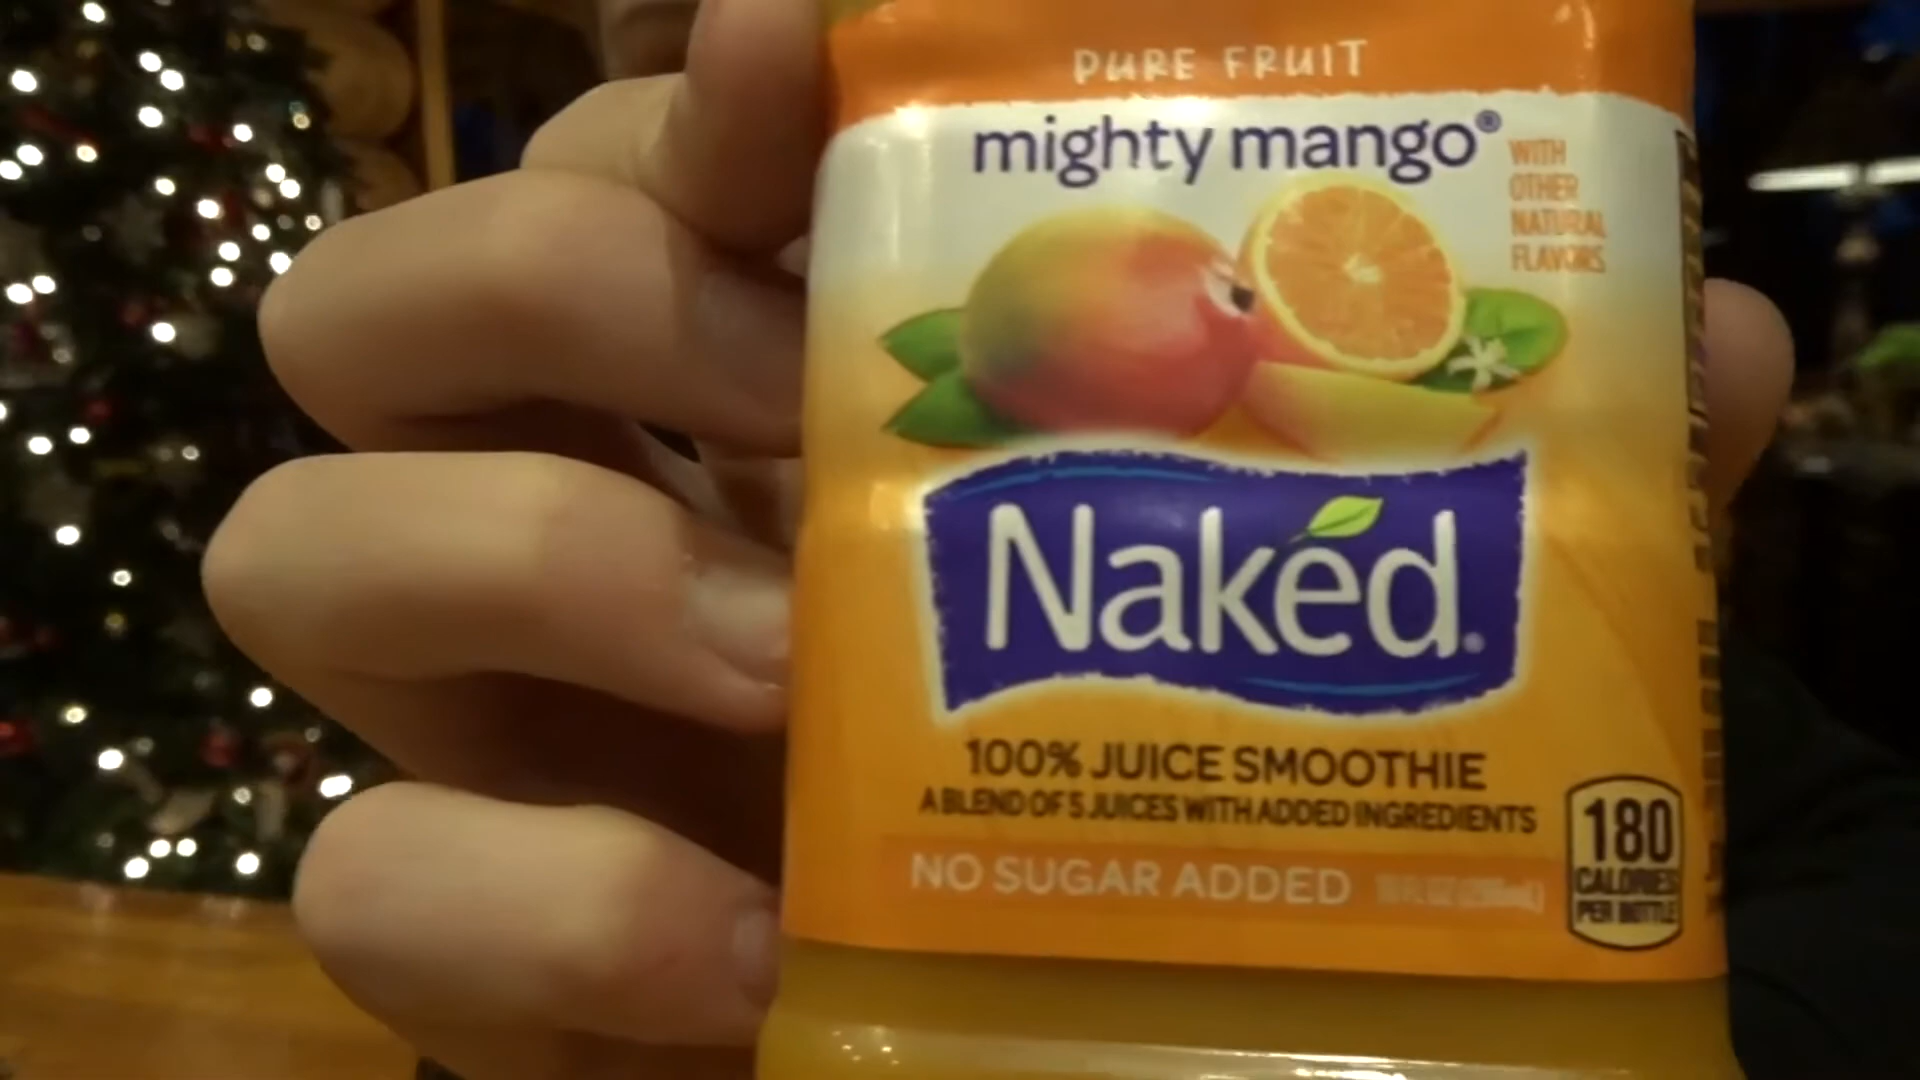 PURE FRUIT
mighty mango®
WITH
OTHER
NATURAL
FLAVORS
Naked®
100% JUICE SMOOTHIE
A BLEND OF 5 JUICES WITH ADDED INGREDIENTS
NO SUGAR ADDED
180
CALORIES
PER BOTTLE